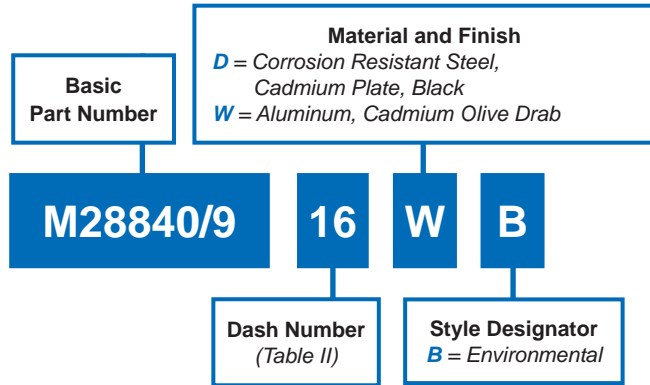 Material and Finish
D = Corrosion Resistant Steel,
Cadmium Plate, Black
W = Aluminum, Cadmium Olive Drab
Basic
Part Number
M28840/9 16 W B
Dash Number
(Table II)
Style Designator
B = Environmental